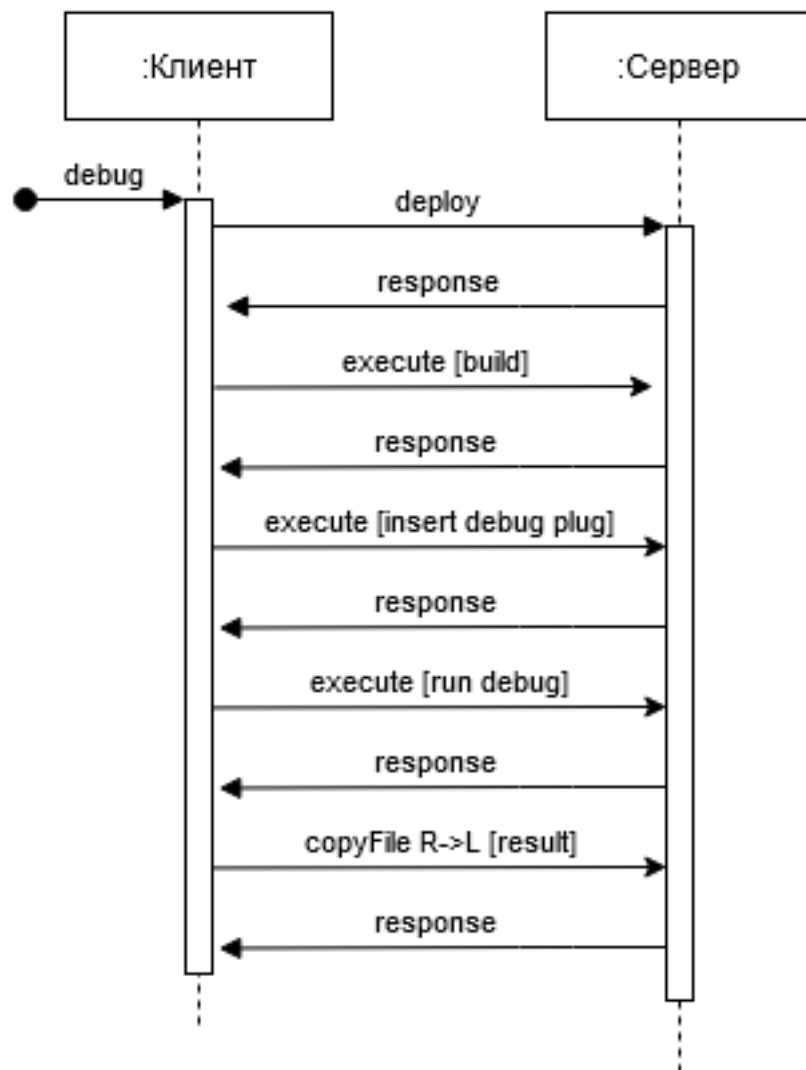 :Клиент
:Сервер
debug
deploy
response
execute [build]
response
execute [insert debug plug]
response
execute [run debug]
response
copyFile R->L [result]
response